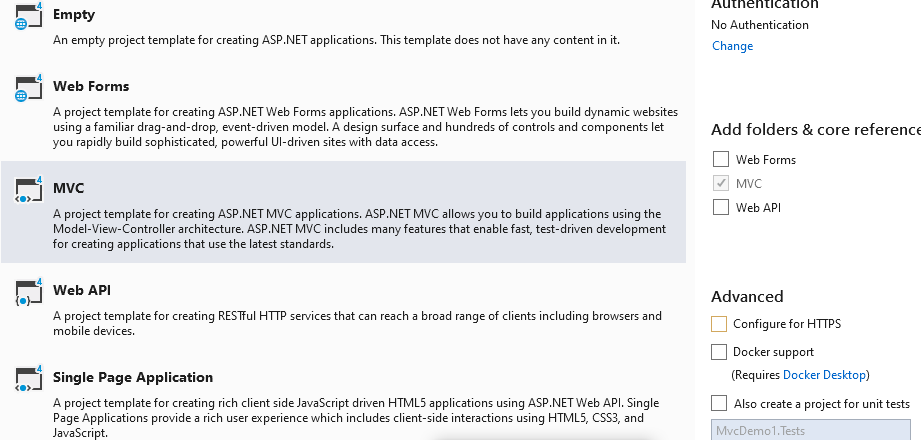 Empty
An empty project template for creating ASP.NET applications. This template does not have any content in it.
Web Forms
A project template for creating ASP.NET Web Forms applications. ASP.NET Web Forms lets you build dynamic websites
using a familiar drag-and-drop, event-driven model. A design surface and hundreds of controls and components let
you rapidly build sophisticated, powerful UI-driven sites with data access.
MVC
A project template for creating ASP.NET MVC applications. ASP.NET MVC allows you to build applications using the
Model-View-Controller architecture. ASP.NET MVC includes many features that enable fast, test-driven development
for creating applications that use the latest standards.
Web API
A project template for creating RESTful HTTP services that can reach a broad range of clients including browsers and
mobile devices.
Single Page Application
A project template for creating rich client side JavaScript driven HTML5 applications using ASP.NET Web API. Single
Page Applications provide a rich user experience which includes client-side interactions using HTML5, CSS3, and
JavaScript.
Authentication
No Authentication
Change
Add folders & core reference
Web Forms
MVC
Web API
Advanced
Configure for HTTPS
Docker support
(Requires Docker Desktop)
Also create a project for unit tests
MvcDemo1.Tests